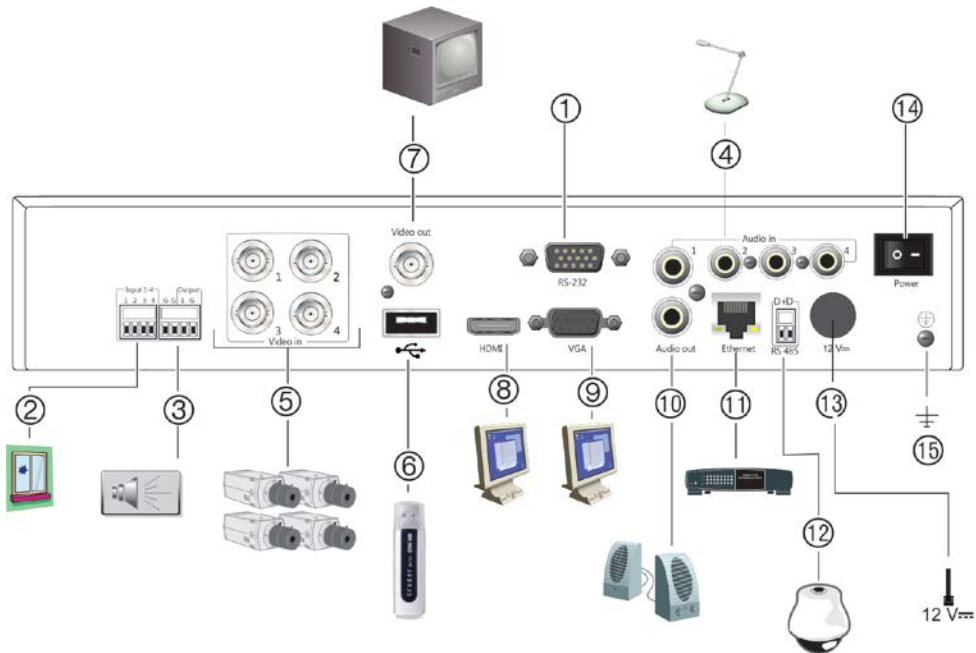 ①
④
⑭
⑦
Video out
Audio in
1
2
3
4
RS-232
Power
1
2
3
4
Video in
Input 1-4
1 2 3 4
Output
G G 1 G
HDMI
VGA
Audio out
Ethernet
D+D-
RS 485
12 V
②
③
⑤
⑥
⑧
⑨
⑩
⑪
⑬
⑮
⑫
12 V